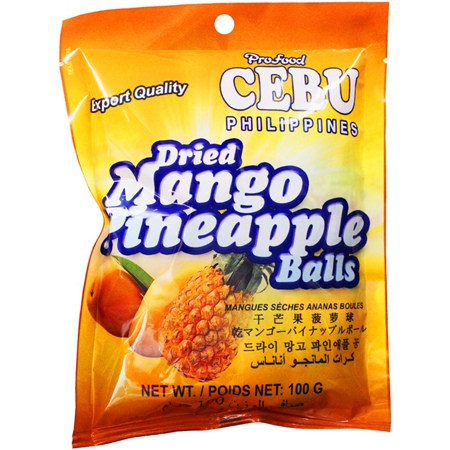 Profood
CEBU
PHILIPPINES
Export Quality
Dried
Mango
Pineapple
Balls
MANGUES SÉCHES ANANAS BOULES
干芒果菠萝球
乾マンゴーパイナップルボール
드라이 망고 파인애플 공
كرات المانجو أناناس
NET WT. / POIDS NET: 100 G